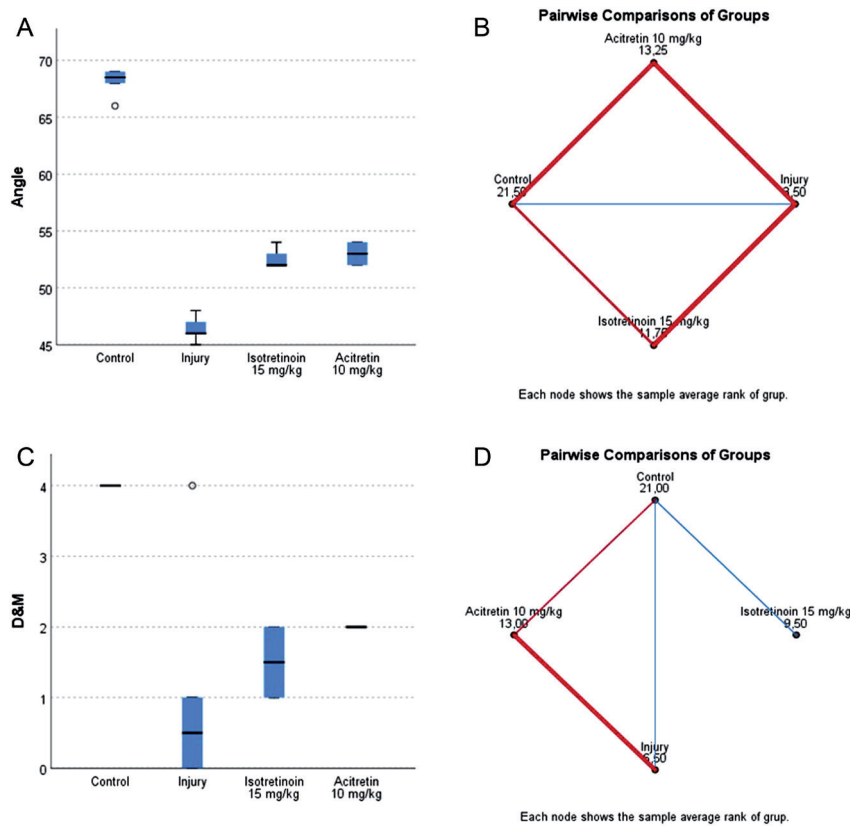 A
Angle
70
65
60
55
50
45
Control
Injury
Isotretinoin
15 mg/kg
Acitretin
10 mg/kg
B
Pairwise Comparisons of Groups
Acitretin 10 mg/kg
13,25
Control
21,50
Injury
3,50
Isotretinoin 15 mg/kg
11,75
Each node shows the sample average rank of grup.
C
D&M
4
3
2
1
0
Control
Injury
Isotretinoin
15 mg/kg
Acitretin
10 mg/kg
D
Pairwise Comparisons of Groups
Control
21,00
Acitretin 10 mg/kg
13,00
Isotretinoin 15 mg/kg
9,50
Injury
Each node shows the sample average rank of grup.